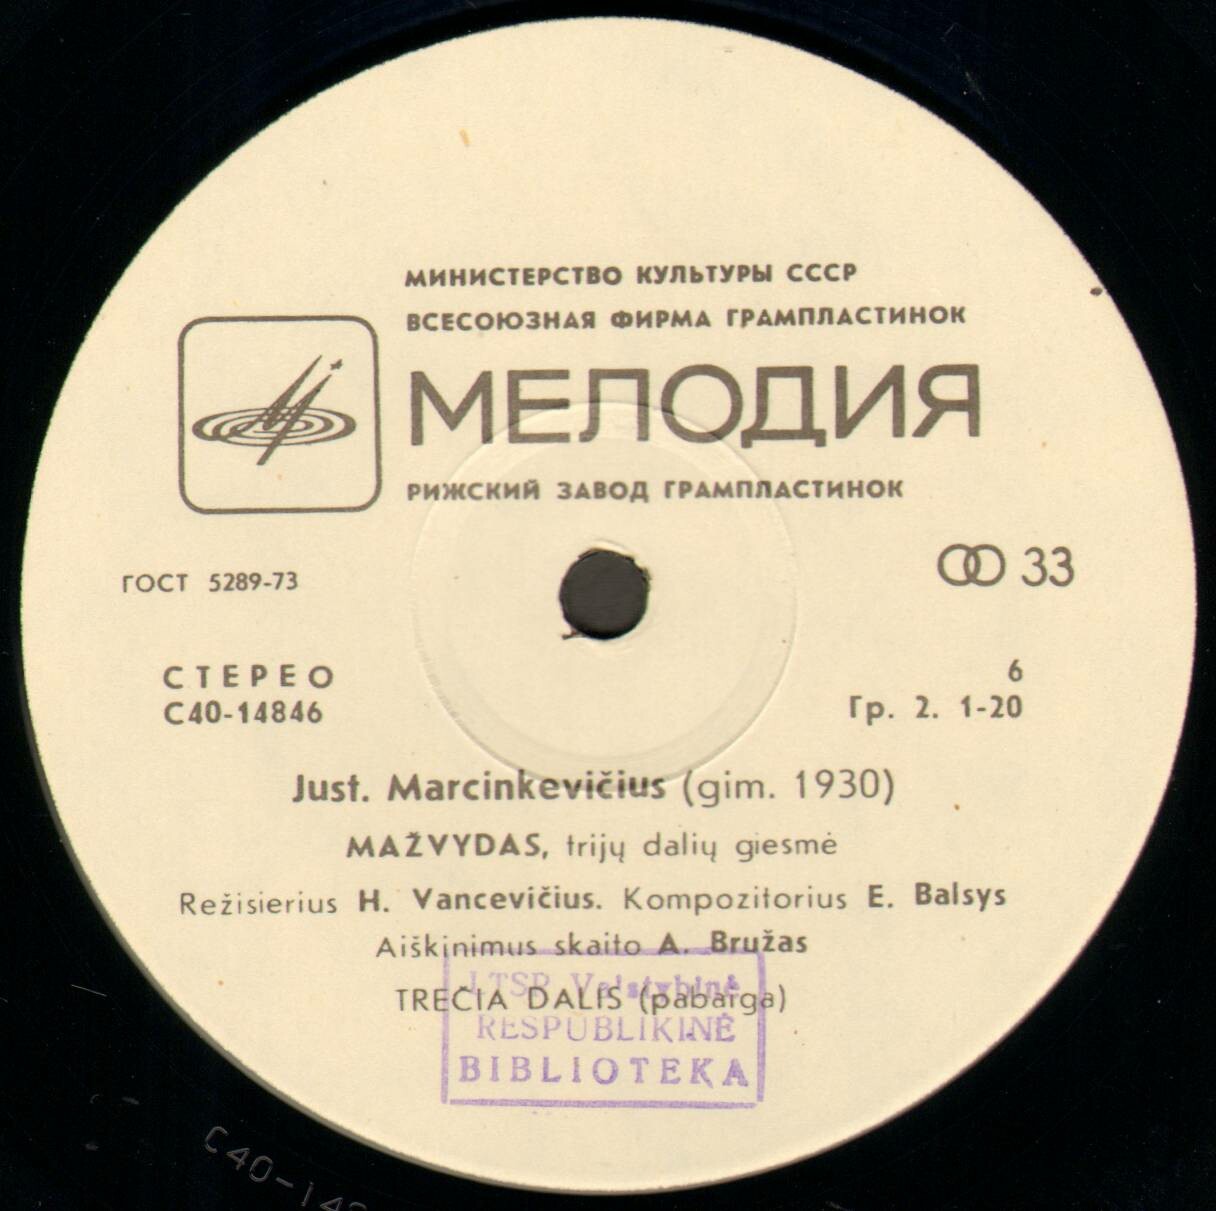 МИНИСТЕРСТВО КУЛЬТУРЫ СССР
ВСЕСОЮЗНАЯ ФИРМА ГРАМПЛАСТИНОК
МЕЛОДИЯ
РИЖСКИЙ ЗАВОД ГРАМПЛАСТИНОК
ГОСТ 5289-73
33
СТЕРЕО
6
С40-14846
Гр. 2. 1-20
Just. Marcinkevičius (gim. 1930)
MAŽVYDAS, trijų dalių giesmė
Režisierius H. Vancevičius. Kompozitorius E. Balsys
Aiškinimus skaito A. Bružas
TREČIA DALIS (pabaiga)
LTSR Valstybinė
RESPUBLIKINĖ
BIBLIOTEKA